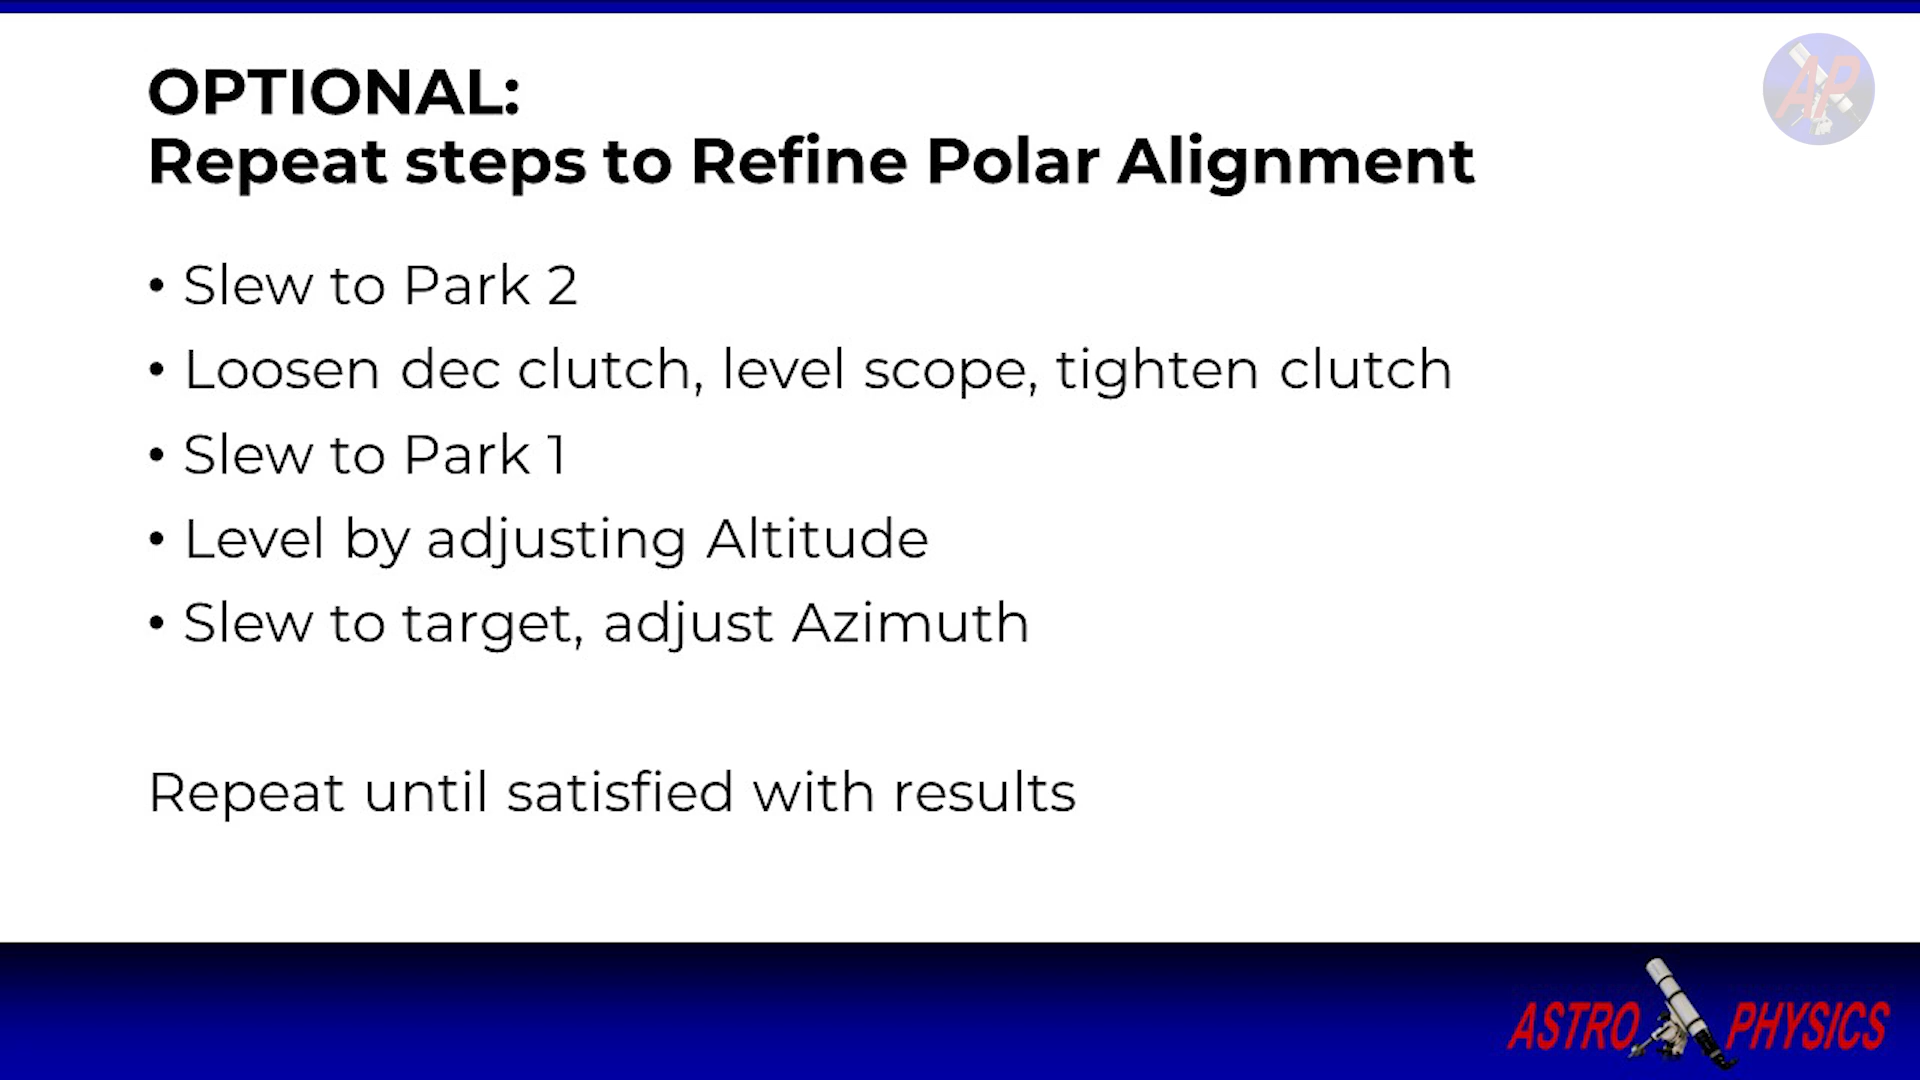 OPTIONAL:
Repeat steps to Refine Polar Alignment
AP
• Slew to Park 2
• Loosen dec clutch, level scope, tighten clutch
• Slew to Park 1
• Level by adjusting Altitude
• Slew to target, adjust Azimuth
Repeat until satisfied with results
ASTRO PHYSICS